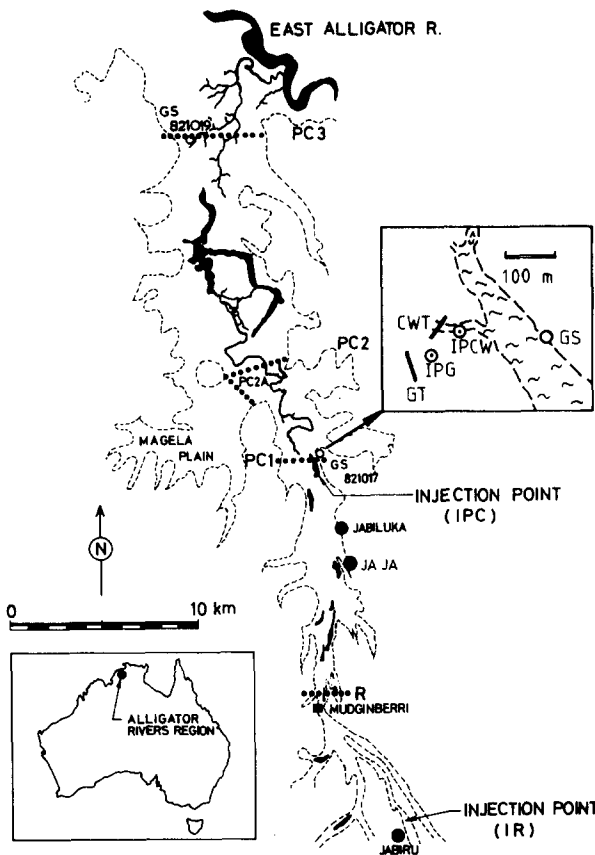 EAST ALLIGATOR R.
GS
821019
PC3
100 m
CWT
IPCW
GS
IPG
GT
PC2
PC2A
MAGELA
PLAIN
PC1
GS
821017
INJECTION POINT
(IPC)
JABILUKA
JA JA
N
0 10 km
R
MUDGINBERRI
ALLIGATOR
RIVERS REGION
INJECTION POINT
(IR)
JABIRU